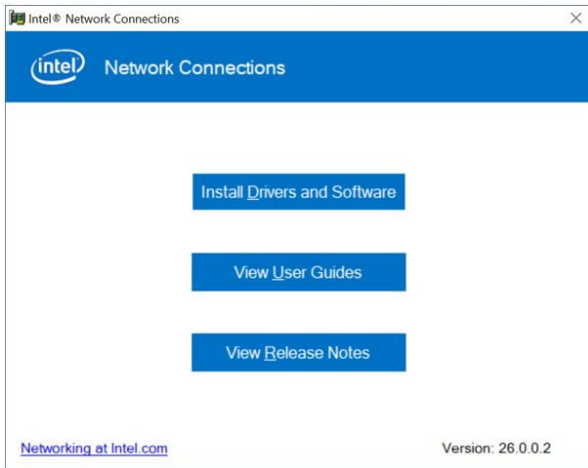 Intel® Network Connections
intel
Network Connections
Install Drivers and Software
View User Guides
View Release Notes
Networking at Intel.com
Version: 26.0.0.2